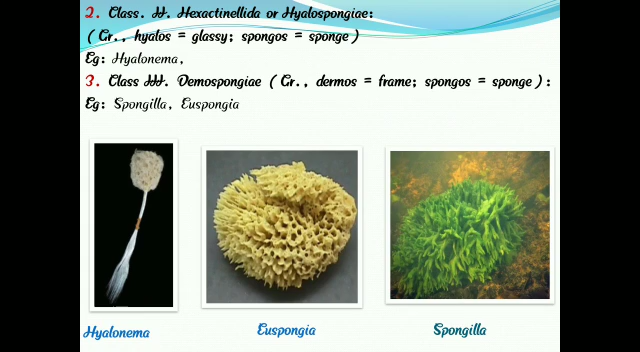 2. Class. II. Hexactinellida or Hyalospongiae:
(Gr., hyalos = glassy; spongos = sponge)
Eg: Hyalonema,
3. Class III. Demospongiae (Gr., dermos = frame; spongos = sponge):
Eg: Spongilla, Euspongia
Hyalonema
Euspongia
Spongilla